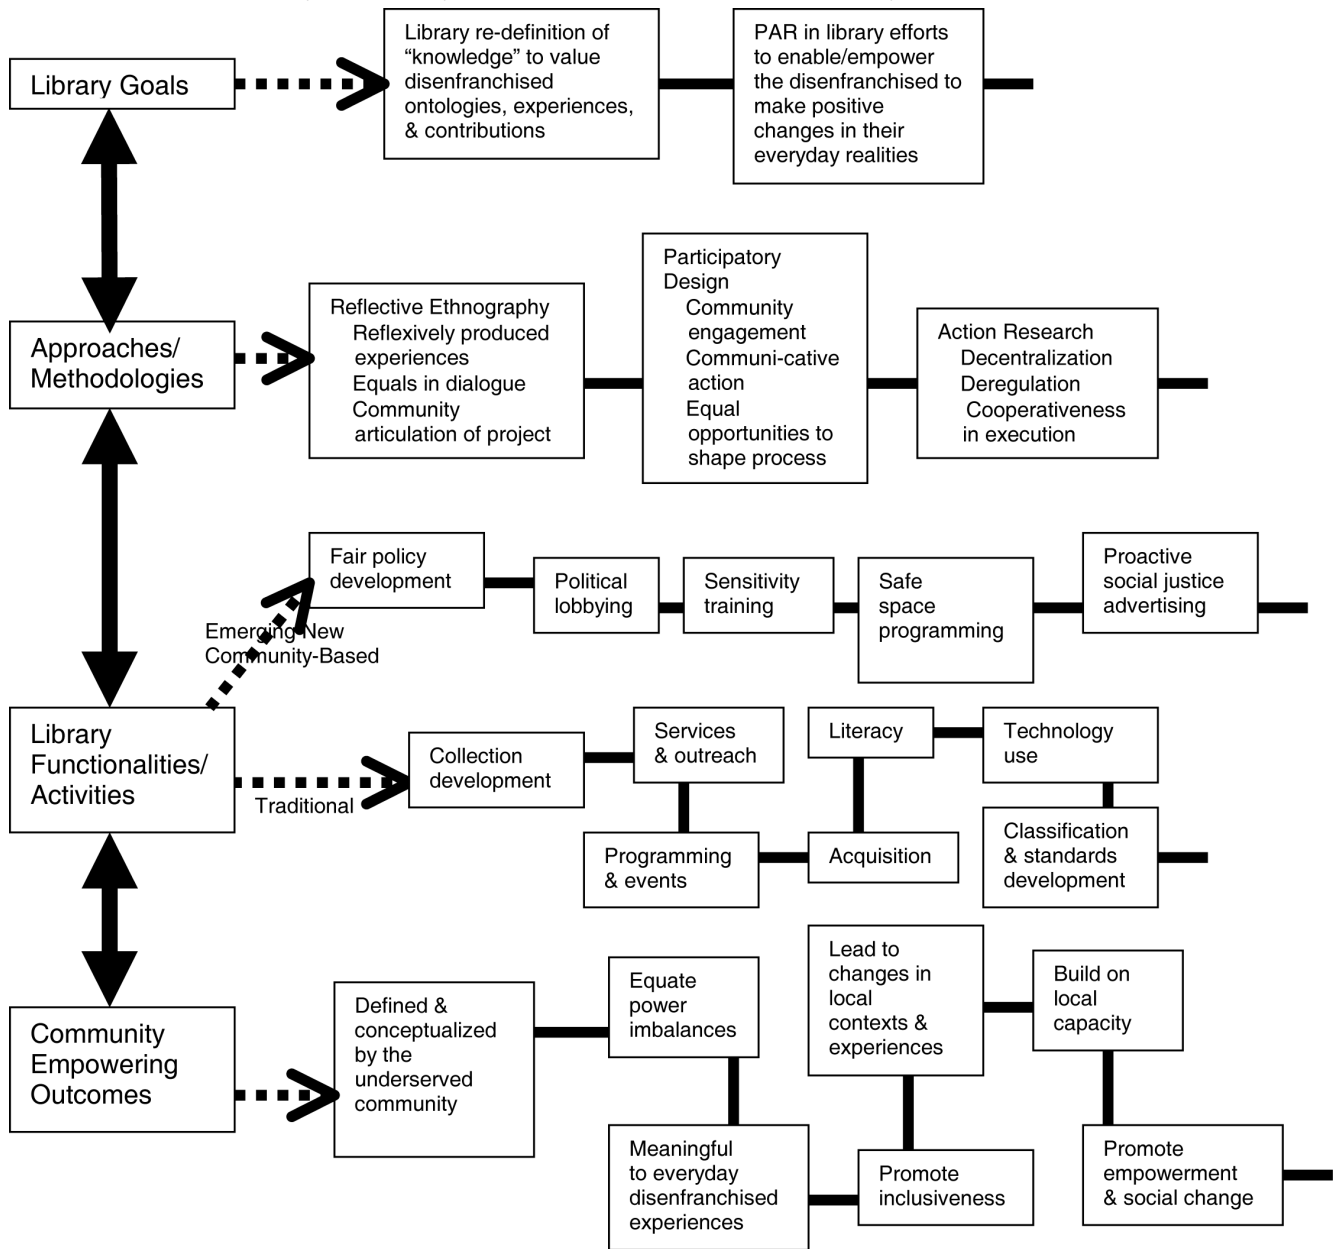 Library Goals
Library re-definition of
“knowledge” to value
disenfranchised
ontologies, experiences,
& contributions
PAR in library efforts
to enable/empower
the disenfranchised to
make positive
changes in their
everyday realities
Approaches/
Methodologies
Reflective Ethnography
Reflexively produced
experiences
Equals in dialogue
Community
articulation of project
Participatory
Design
Community
engagement
Communi-cative
action
Equal
opportunities to
shape process
Action Research
Decentralization
Deregulation
Cooperativeness
in execution
Library
Functionalities/
Activities
Emerging New
Community-Based
Fair policy
development
Political
lobbying
Sensitivity
training
Safe
space
programming
Proactive
social justice
advertising
Traditional
Collection
development
Services
& outreach
Programming
& events
Acquisition
Literacy
Technology
use
Classification
& standards
development
Community
Empowering
Outcomes
Defined &
conceptualized
by the
underserved
community
Equate
power
imbalances
Meaningful
to everyday
disenfranchised
experiences
Promote
inclusiveness
Lead to
changes in
local
contexts &
experiences
Build on
local
capacity
Promote
empowerment
& social change